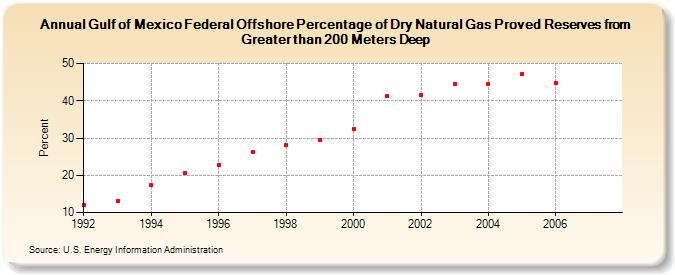 Annual Gulf of Mexico Federal Offshore Percentage of Dry Natural Gas Proved Reserves from
Greater than 200 Meters Deep
Percent
50
40
30
20
10
1992 1994 1996 1998 2000 2002 2004 2006
Source: U.S. Energy Information Administration